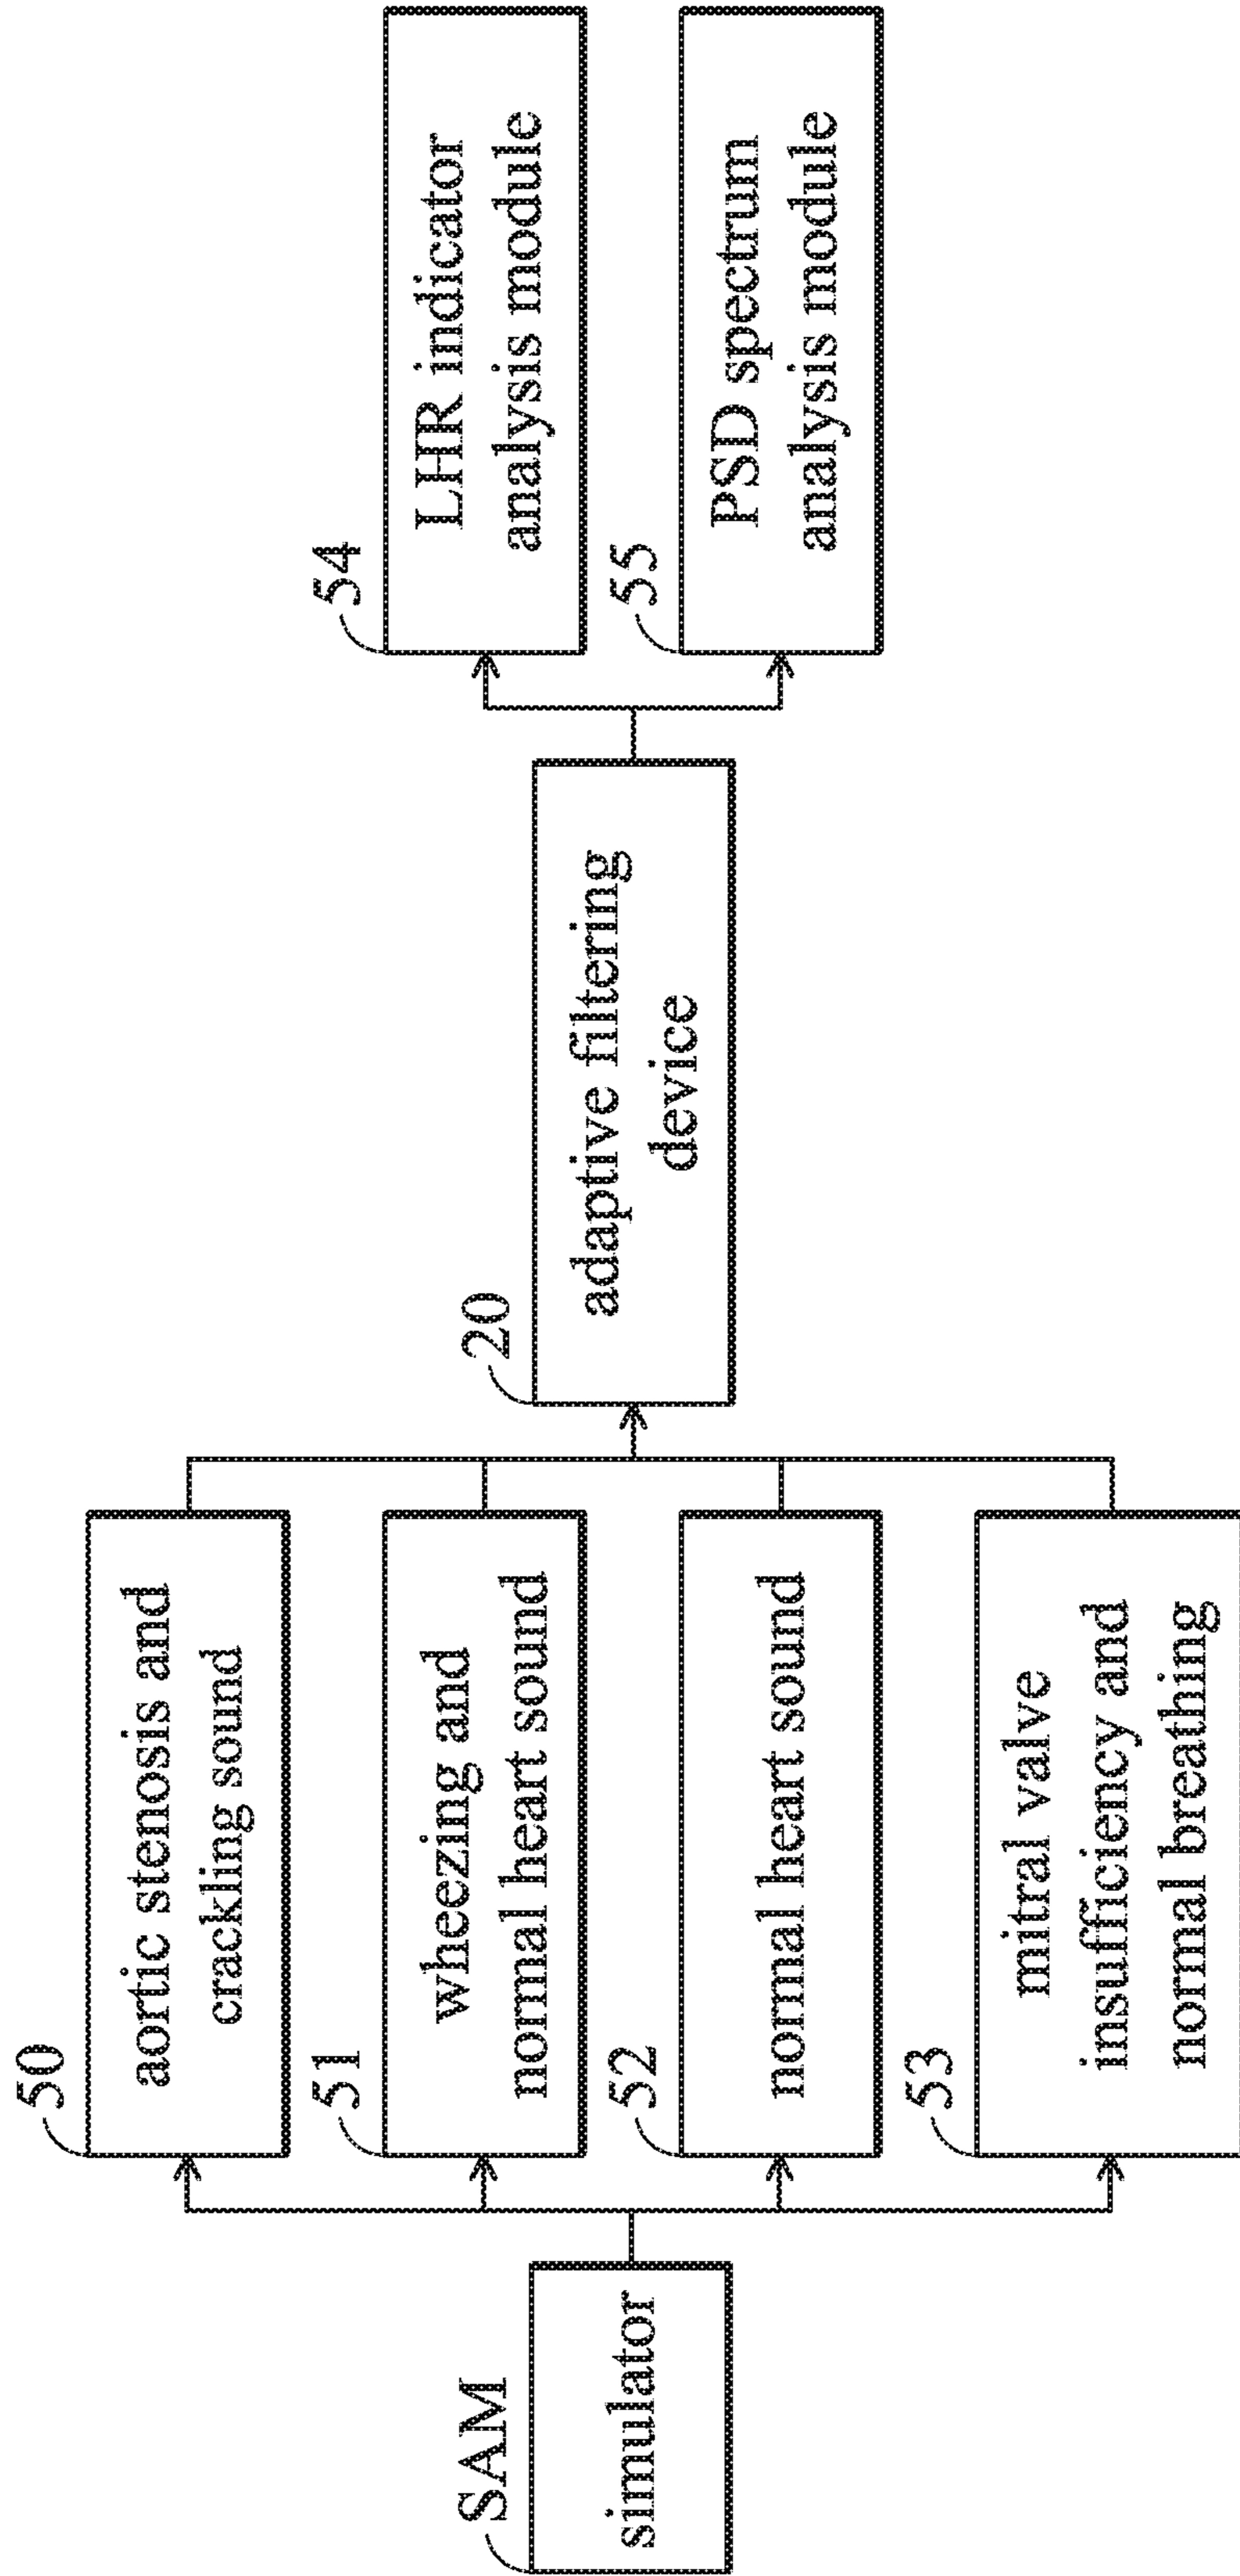 SAM
simulator
50
aortic stenosis and
crackling sound
51
wheezing and
normal heart sound
52
normal heart sound
53
mitral valve
insufficiency and
normal breathing
20
adaptive filtering
device
54
LHR indicator
analysis module
55
PSD spectrum
analysis module